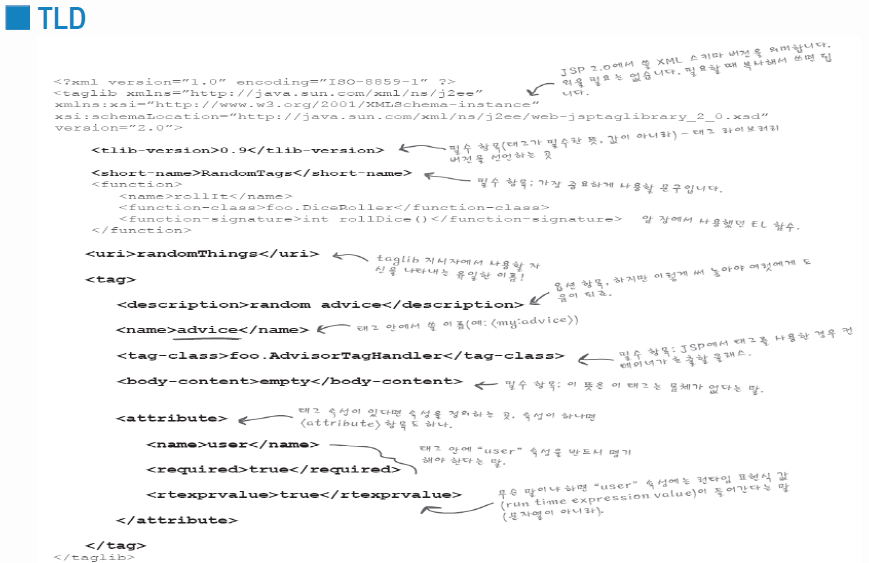 TLD
<?xml version="1.0" encoding="ISO-8859-1" ?>
<taglib xmlns="http://java.sun.com/xml/ns/j2ee"
xmlns:xsi="http://www.w3.org/2001/XMLSchema-instance"
xsi:schemaLocation="http://java.sun.com/xml/ns/j2ee/web-jsptaglibrary_2_0.xsd"
version="2.0">
JSP 2.0에서 쓸 XML 스키마 버전을 의미합니다.
외울 필요는 없습니다. 필요할 때 복사해서 쓰면 됩
니다.
<tlib-version>0.9</tlib-version>
필수 항목(태그가 필수란 뜻, 값이 아니라) - 태그 라이브러리
버전을 선언하는 곳
<short-name>RandomTags</short-name>
필수 항목; 가장 중요하게 사용할 문구입니다.
<function>
<name>rollIt</name>
<function-class>foo.DiceRoller</function-class>
<function-signature>int rollDice()</function-signature>
앞 장에서 사용했던 EL 함수.
</function>
<uri>randomThings</uri>
taglib 지시자에서 사용할 자
신을 나타내는 유일한 이름!
<tag>
<description>random advice</description>
옵션 항목, 하지만 이렇게 써 놓아야 여럿에게 도
움이 되죠.
<name>advice</name>
태그 안에서 쓸 이름(예: <my:advice>)
<tag-class>foo.AdvisorTagHandler</tag-class>
필수 항목; JSP에서 태그를 사용한 경우 컨
테이너가 호출할 클래스.
<body-content>empty</body-content>
필수 항목; 이 뜻은 이 태그는 몸체가 없다는 말.
<attribute>
태그 속성이 있다면 속성을 정의하는 곳. 속성이 하나면
<attribute> 항목도 하나.
<name>user</name>
<required>true</required>
태그 안에 "user" 속성을 반드시 명기
해야 한다는 말.
<rtexprvalue>true</rtexprvalue>
무슨 말이냐 하면 "user" 속성에는 런타임 표현식 값
(run time expression value)이 들어간다는 말
(문자열이 아니라).
</attribute>
</tag>
</taglib>